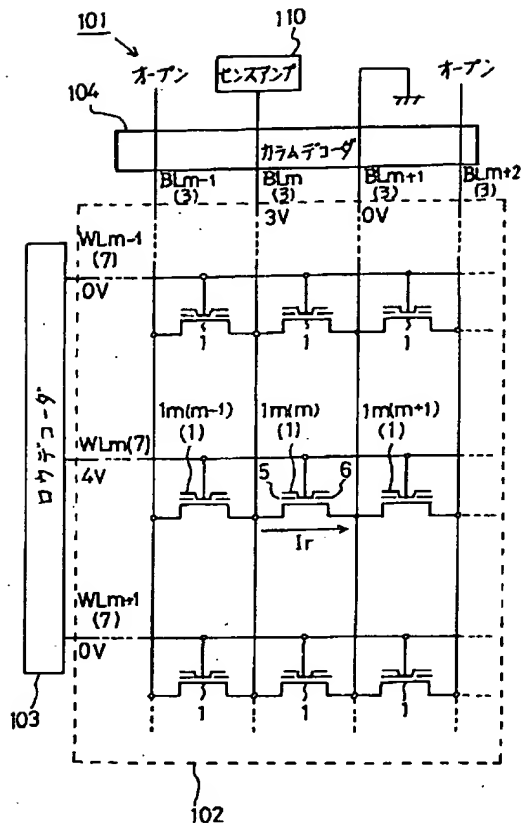 101
110
オープン
センスアンプ
オープン
104
カラムデコーダ
BLm-1
(3)
BLm
(3)
BLm+1
(3)
BLm+2
(3)
3V
0V
WLm-1
(7)
0V
1
1
1
ロウデコーダ
1m(m-1)
(1)
1m(m)
(1)
1m(m+1)
(1)
WLm(7)
4V
5
6
Ir
WLm+1
(7)
0V
1
1
1
103
102